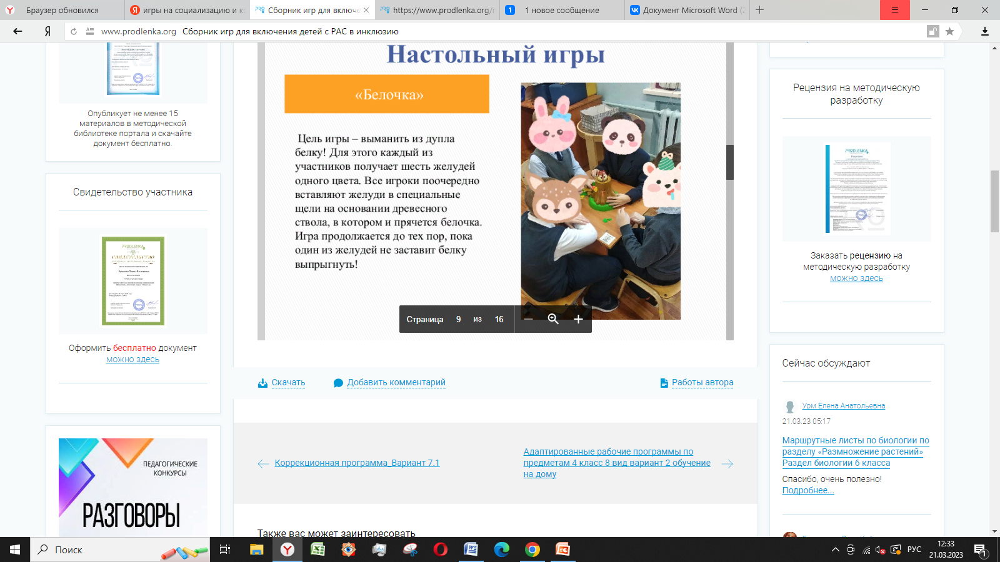 Браузер обновился
игры на социализацию и к
Сборник игр для включе
https://www.prodlenka.org/
1
1 новое сообщение
Документ Microsoft Word (
Я
www.prodlenka.org Сборник игр для включения детей с РАС в инклюзию
Опубликует не менее 15
материалов в методической
библиотеке портала и скачайте
документ бесплатно.
Свидетельство участника
PRODLENKA
СВИДЕТЕЛЬСТВО
Оформить бесплатно документ
можно здесь
ПЕДАГОГИЧЕСКИЕ
КОНКУРСЫ
РАЗГОВОРЫ
Настольный игры
«Белочка»
Цель игры – выманить из дупла
белку! Для этого каждый из
участников получает шесть желудей
одного цвета. Все игроки поочередно
вставляют желуди в специальные
щели на основании древесного
ствола, в котором и прячется белочка.
Игра продолжается до тех пор, пока
один из желудей не заставит белку
выпрыгнуть!
Страница 9 из 16
Скачать
Добавить комментарий
Работы автора
Коррекционная программа_Вариант 7.1
Адаптированные рабочие программы по
предметам 4 класс 8 вид вариант 2 обучение
на дому
Также вас может заинтересовать
Рецензия на методическую
разработку
PRODLENKA
Заказать рецензию на
методическую разработку
можно здесь
Сейчас обсуждают
Урм Елена Анатольевна
21.03.23 05:17
Маршрутные листы по биологии по
разделу «Размножение растений»
Раздел биологии 6 класса
Спасибо, очень полезно!
Подробнее...
Поиск
РУС
12:33
21.03.2023
1